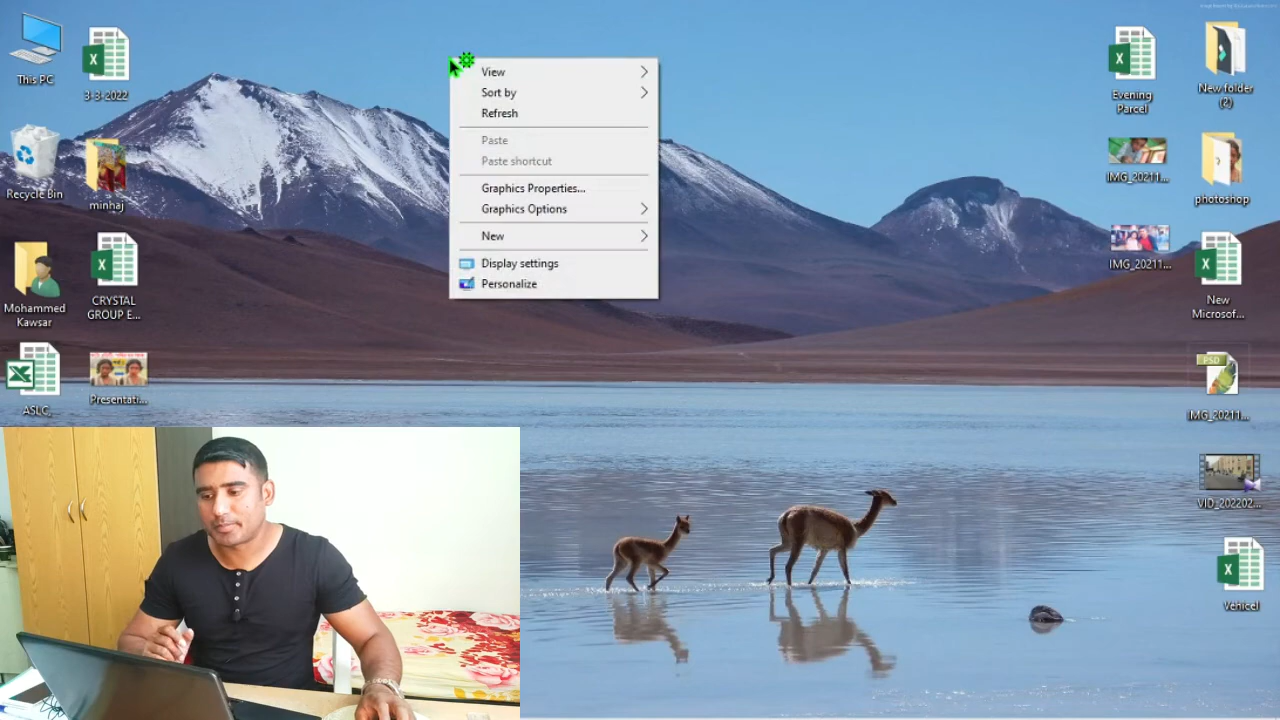 This PC
3-3-2022
Recycle Bin
minhaj
Mohammed
Kawsar
CRYSTAL
GROUP E...
ASLC,
Presentati...
View
Sort by
Refresh
Paste
Paste shortcut
Graphics Properties...
Graphics Options
New
Display settings
Personalize
Evening
Parcel
New folder
(2)
IMG_20211...
photoshop
IMG_20211...
New
Microsof...
PSD
IMG_20211...
VID_202202...
Vehicel